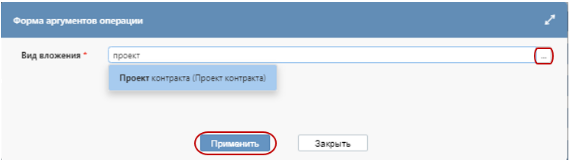 Форма аргументов операции
Вид вложения * проект ...
Проект контракта (Проект контракта)
Применить Закрыть